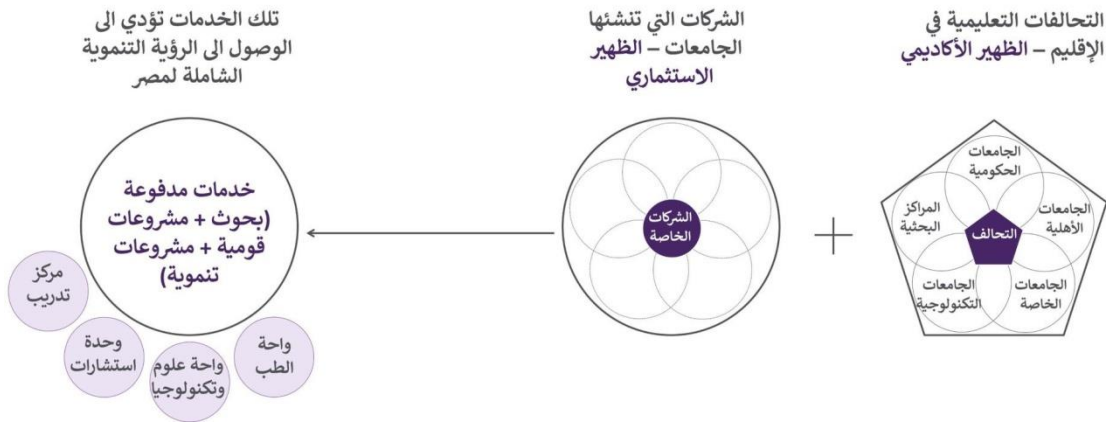 التحالفات التعليمية في
الإقليم – الظهير الأكاديمي
الجامعات
الحكومية
الجامعات
الأهلية
المراكز
البحثية
التحالف
الجامعات
الخاصة
الجامعات
التكنولوجية
الشركات التي تنشئها
الجامعات – الظهير
الاستثماري
الشركات
الخاصة
تلك الخدمات تؤدي الى
الوصول الى الرؤية التنموية
الشاملة لمصر
خدمات مدفوعة
(بحوث + مشروعات
قومية + مشروعات
تنموية)
واحة
الطب
واحة علوم
وتكنولوجيا
وحدة
استشارات
مركز
تدريب